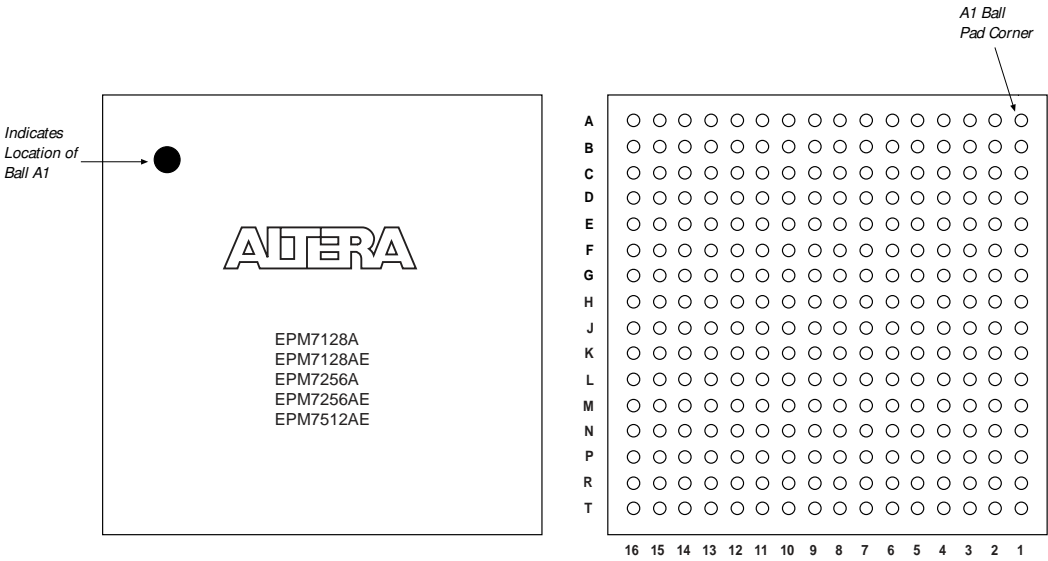 A1 Ball
Pad Corner
Indicates
Location of
Ball A1
ALTERA
EPM7128A
EPM7128AE
EPM7256A
EPM7256AE
EPM7512AE
A
B
C
D
E
F
G
H
J
K
L
M
N
P
R
T
16 15 14 13 12 11 10 9 8 7 6 5 4 3 2 1